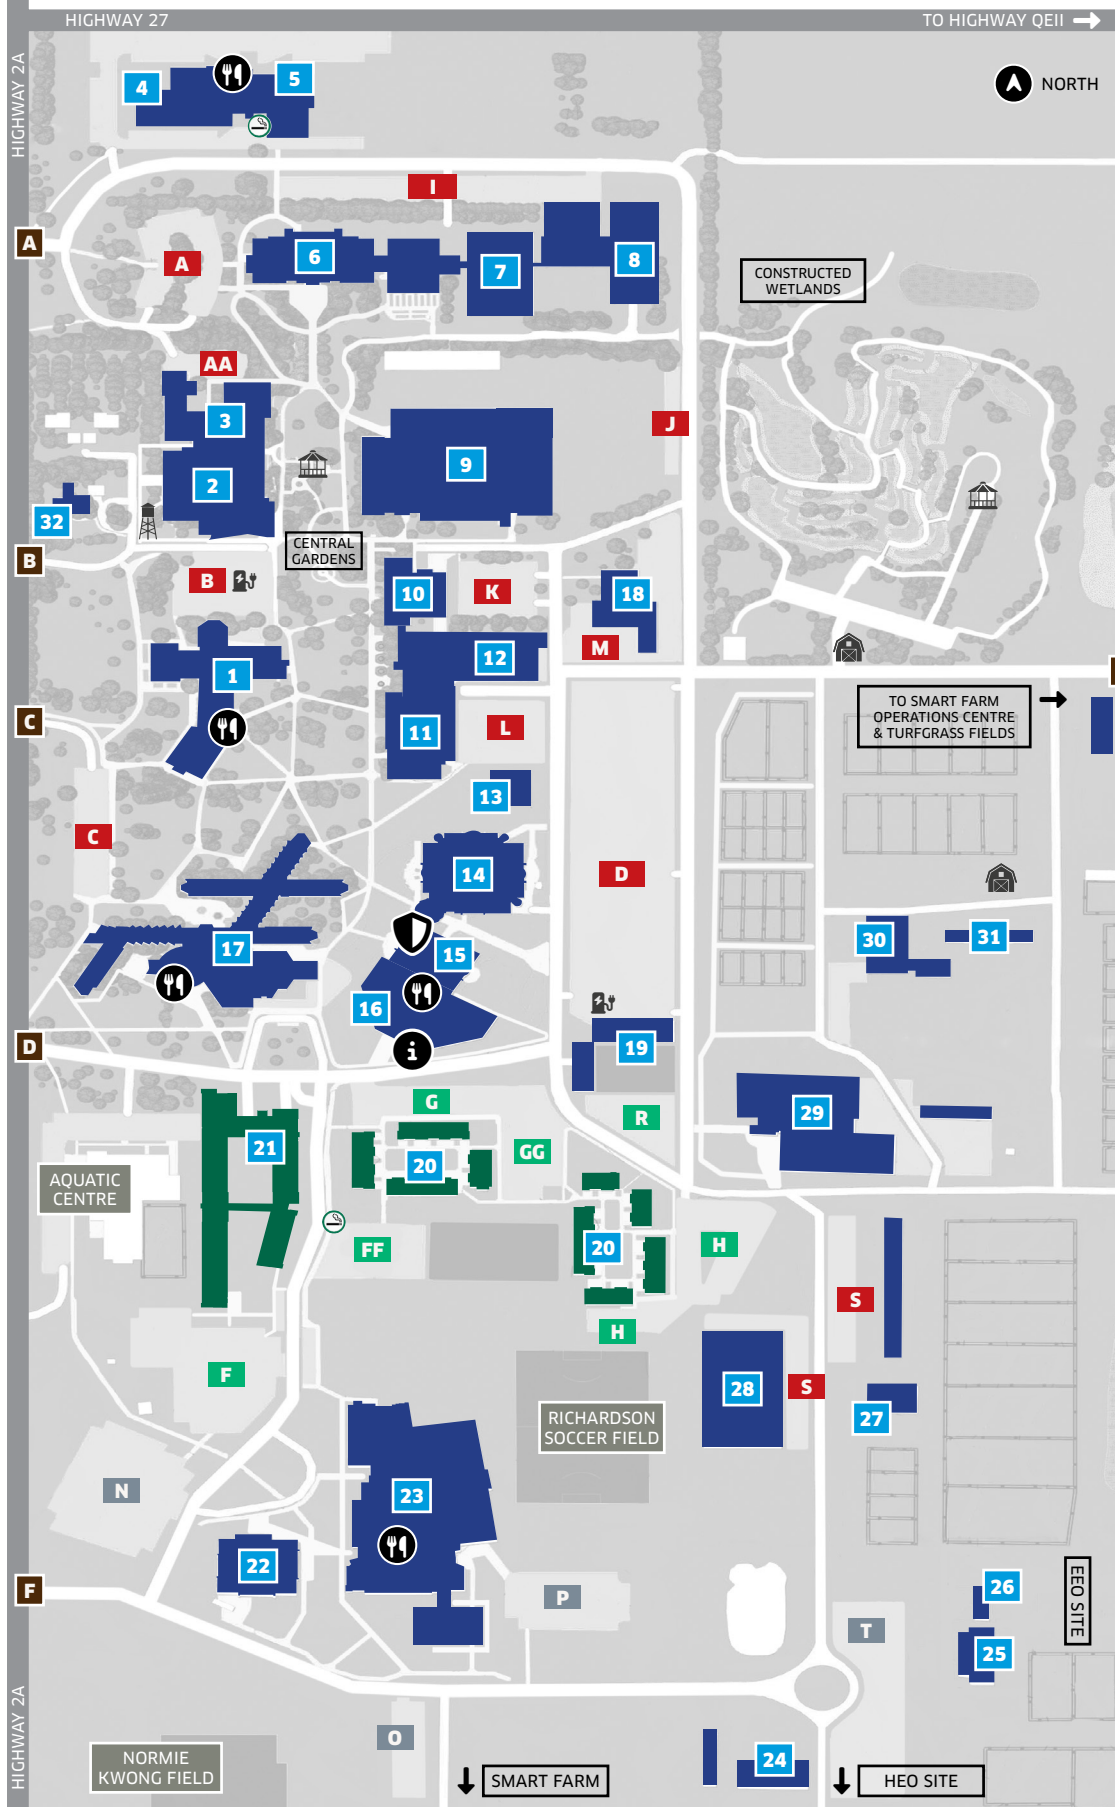 HIGHWAY 27
TO HIGHWAY QEII
HIGHWAY 2A
NORTH
4
5
I
A
A
6
7
8
CONSTRUCTED
WETLANDS
AA
3
J
9
2
32
CENTRAL
GARDENS
B
B
10
K
18
M
12
1
C
TO SMART FARM
OPERATIONS CENTRE
& TURFGRASS FIELDS
L
11
13
C
14
D
17
15
30
31
16
i
D
19
G
R
29
21
GG
20
AQUATIC
CENTRE
FF
20
H
S
H
F
28
S
27
RICHARDSON
SOCCER FIELD
N
23
22
F
P
26
EEO SITE
T
25
HIGHWAY 2A
O
NORMIE
KWONG FIELD
24
SMART FARM
HEO SITE